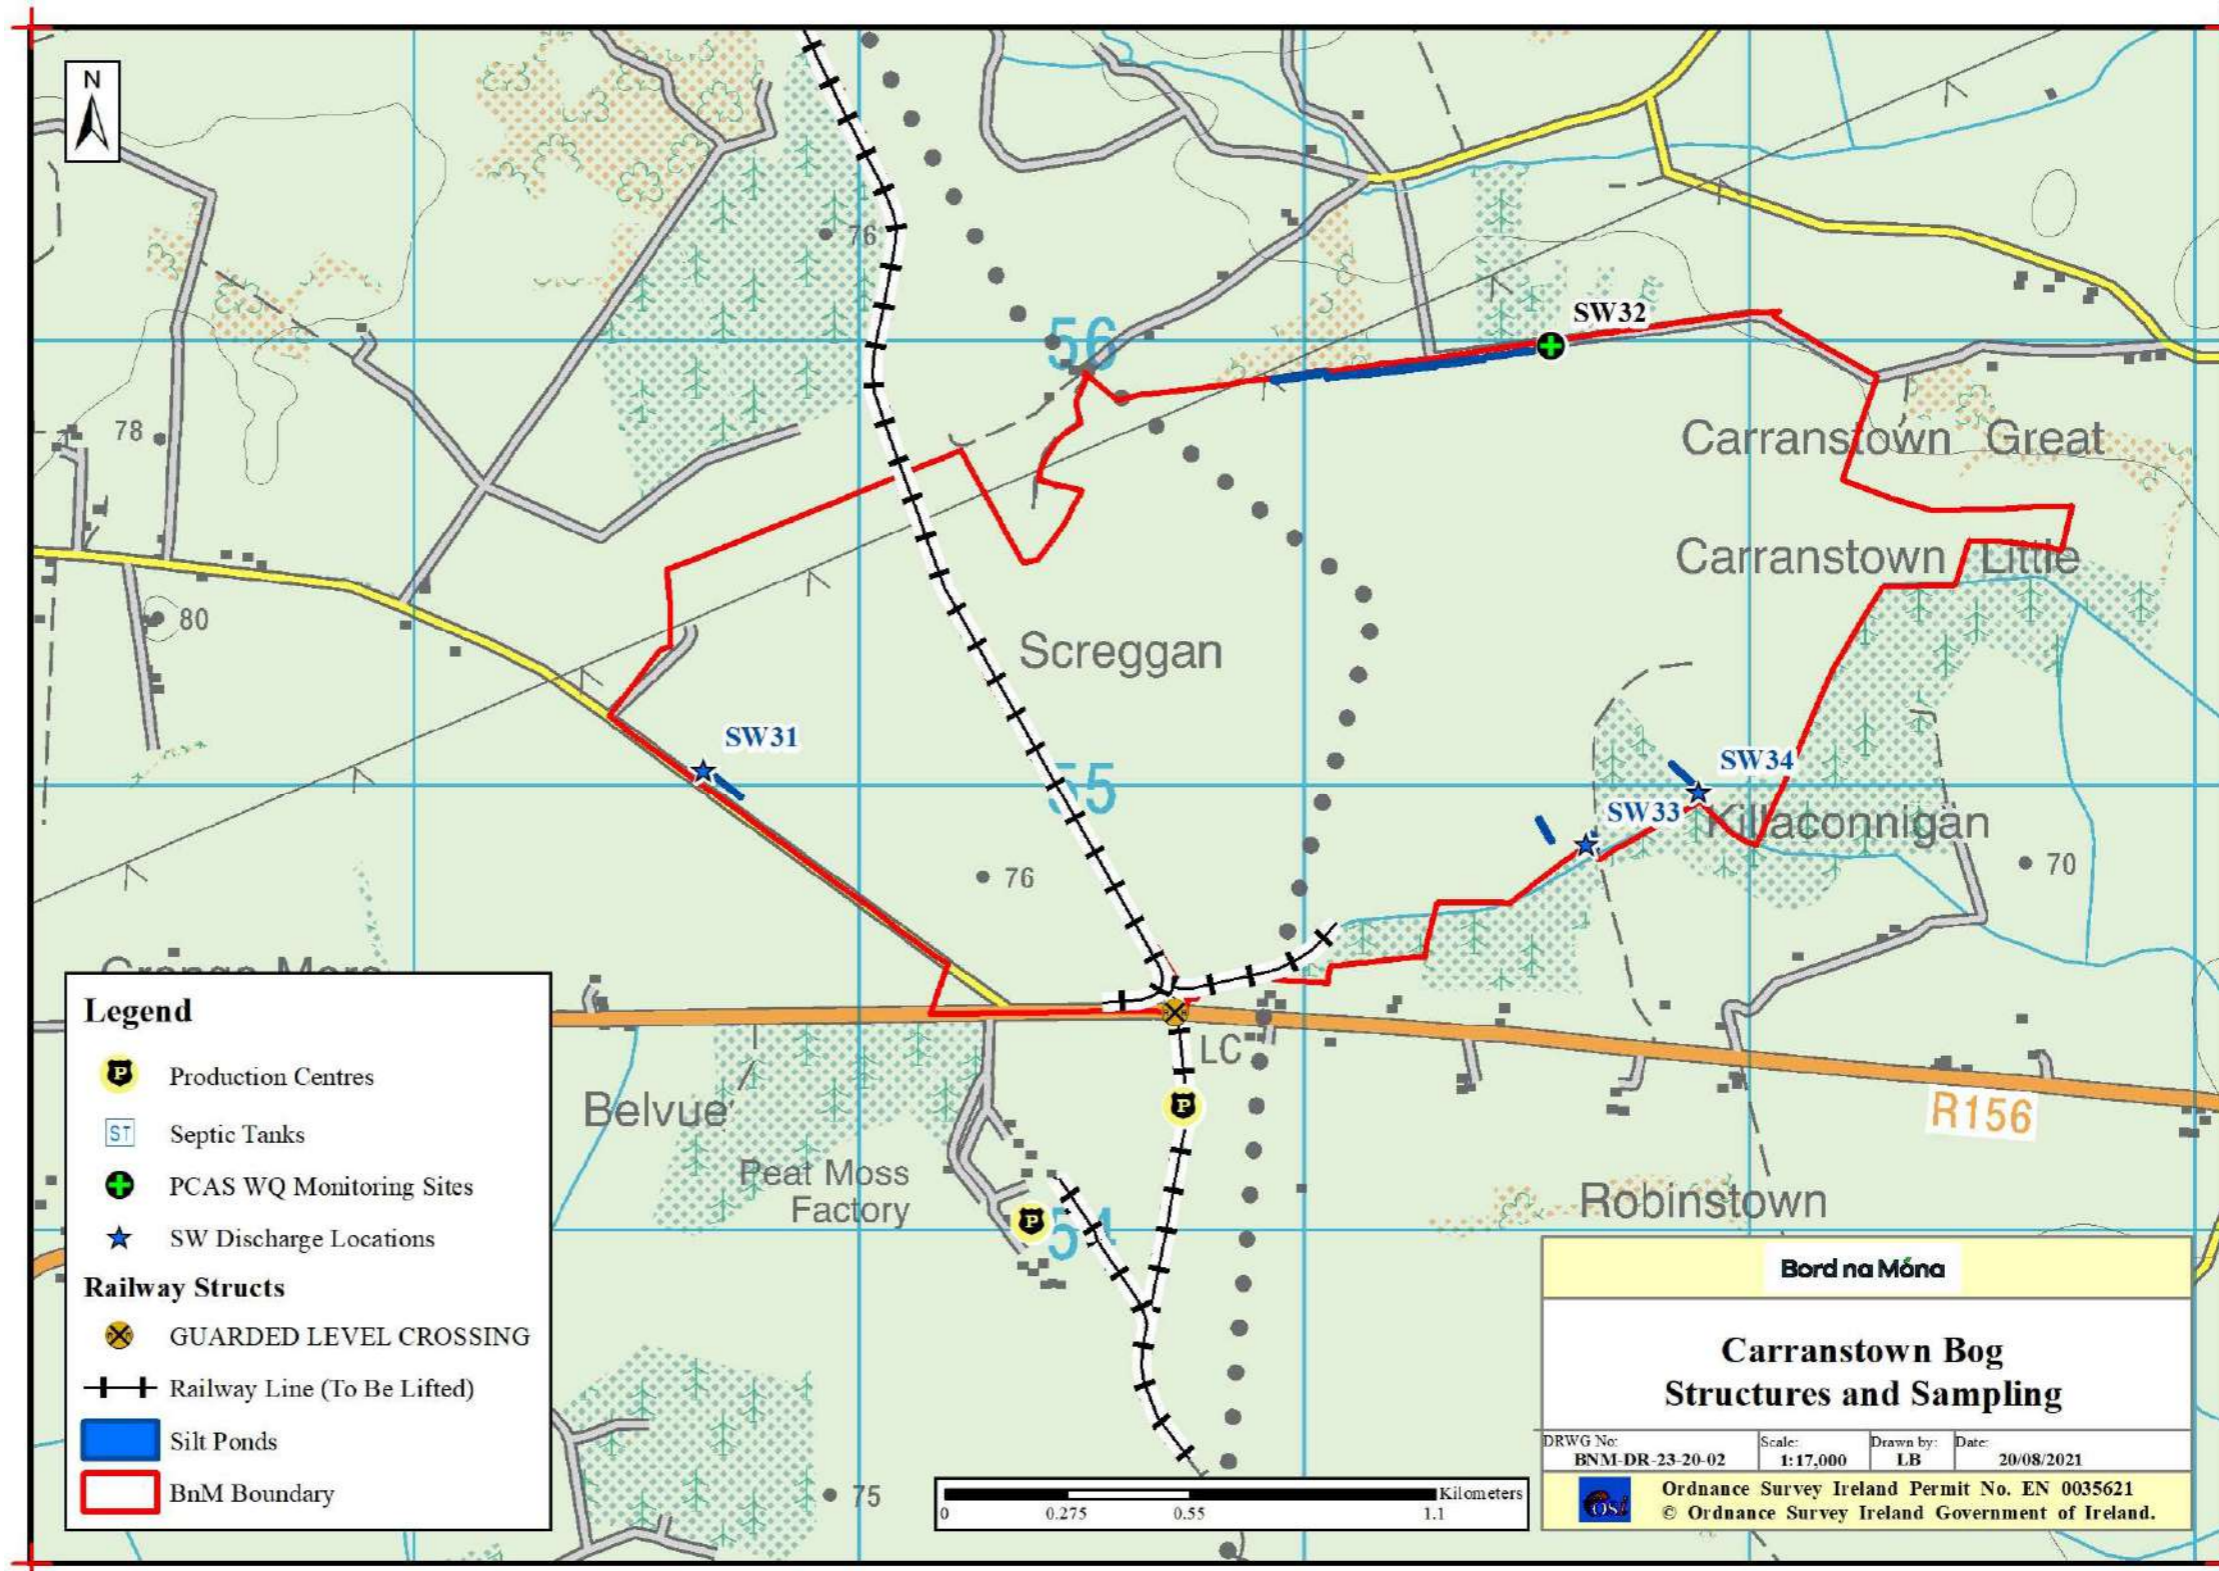 N
76
56
SW32
78
Carranstown Great
Carranstown Little
80
Screggan
SW31
55
SW34
SW33
Killaconnigan
76
70
LC
Belvue
Peat Moss
Factory
P
P
R156
Robinstown
75
Legend
P Production Centres
ST Septic Tanks
PCAS WQ Monitoring Sites
SW Discharge Locations
Railway Structs
GUARDED LEVEL CROSSING
Railway Line (To Be Lifted)
Silt Ponds
BnM Boundary
Kilometers
0 0.275 0.55 1.1
Bord na Móna
Carranstown Bog
Structures and Sampling
DRWG No: Scale: Drawn by: Date:
BNM-DR-23-20-02 1:17,000 LB 20/08/2021
OSi
Ordnance Survey Ireland Permit No. EN 0035621
© Ordnance Survey Ireland Government of Ireland.